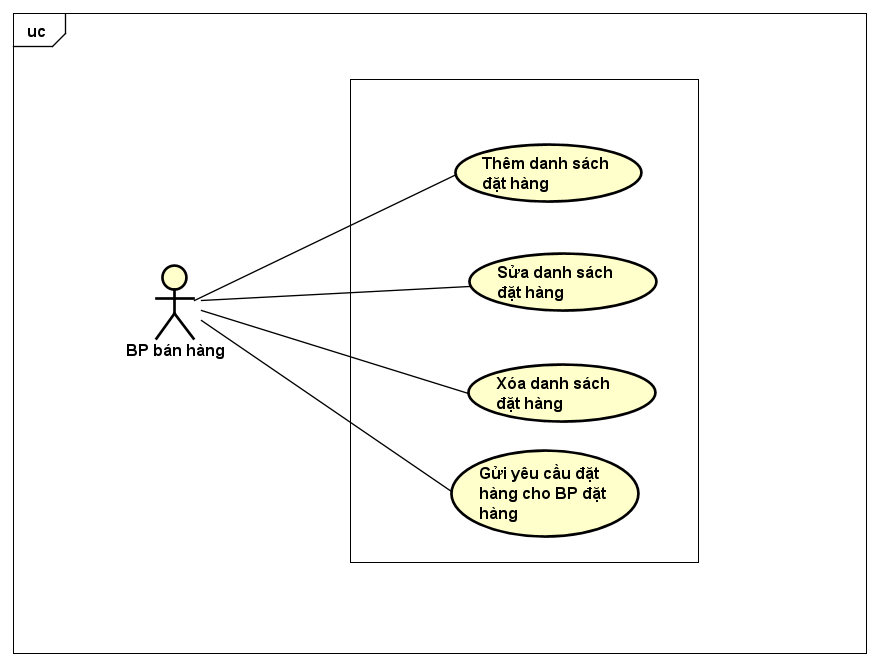 uc
Thêm danh sách
đặt hàng
Sửa danh sách
đặt hàng
BP bán hàng
Xóa danh sách
đặt hàng
Gửi yêu cầu đặt
hàng cho BP đặt
hàng